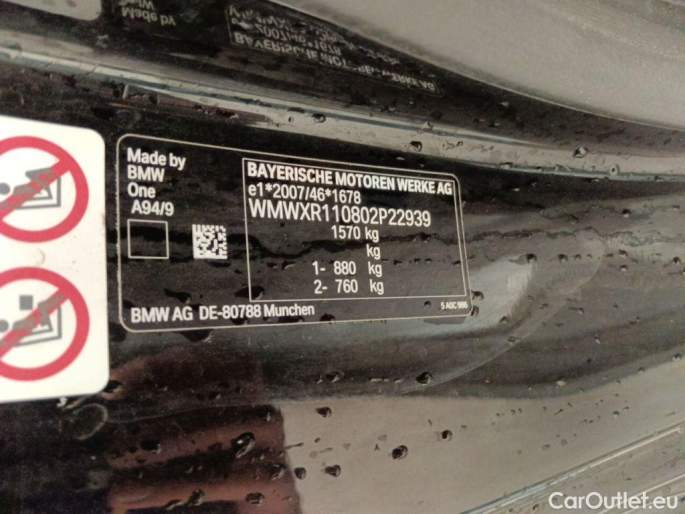 Made by
BMW
One
A94/9
BAYERISCHE MOTOREN WERKE AG
e1*2007/46*1678
WMWXR110802P22939
1570 kg
kg
1- 880 kg
2- 760 kg
BMW AG DE-80788 Munchen
CarOutlet.eu